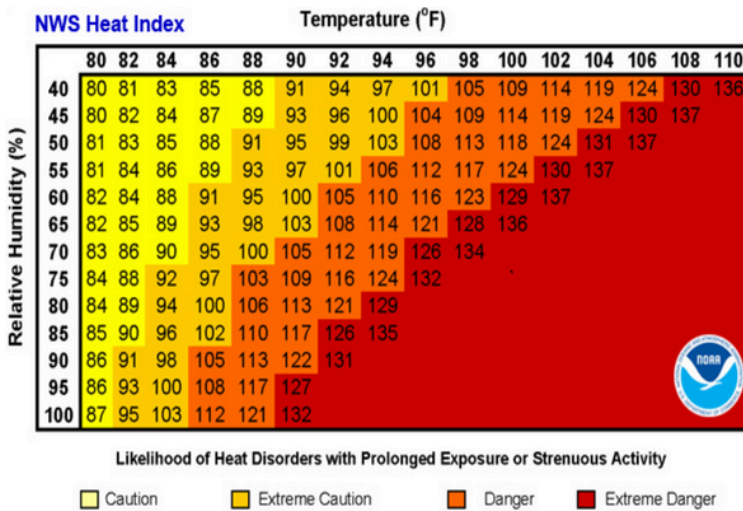 NWS Heat Index
Temperature (°F)
80 82 84 86 88 90 92 94 96 98 100 102 104 106 108 110
40 80 81 83 85 88 91 94 97 101 105 109 114 119 124 130 136
45 80 82 84 87 89 93 96 100 104 109 114 119 124 130 137
50 81 83 85 88 91 95 99 103 108 113 118 124 131 137
55 81 84 86 89 93 97 101 106 112 117 124 130 137
60 82 84 88 91 95 100 105 110 116 123 129 137
65 82 85 89 93 98 103 108 114 121 128 136
70 83 86 90 95 100 105 112 119 126 134
75 84 88 92 97 103 109 116 124 132
80 84 89 94 100 106 113 121 129
85 85 90 96 102 110 117 126 135
90 86 91 98 105 113 122 131
95 86 93 100 108 117 127
100 87 95 103 112 121 132
Relative Humidity (%)
NOAA
Likelihood of Heat Disorders with Prolonged Exposure or Strenuous Activity
Caution
Extreme Caution
Danger
Extreme Danger